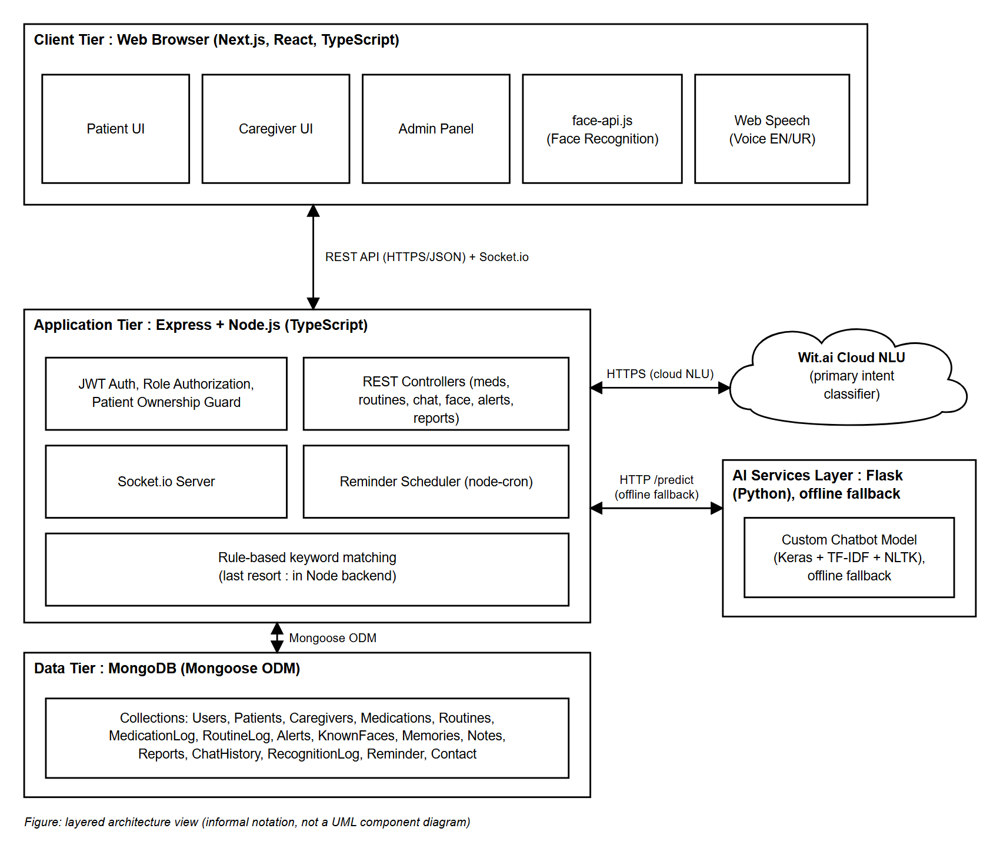 Client Tier : Web Browser (Next.js, React, TypeScript)
Patient UI
Caregiver UI
Admin Panel
face-api.js
(Face Recognition)
Web Speech
(Voice EN/UR)
REST API (HTTPS/JSON) + Socket.io
Application Tier : Express + Node.js (TypeScript)
JWT Auth, Role Authorization,
Patient Ownership Guard
REST Controllers (meds,
routines, chat, face, alerts,
reports)
Socket.io Server
Reminder Scheduler (node-cron)
Rule-based keyword matching
(last resort : in Node backend)
HTTPS (cloud NLU)
Wit.ai Cloud NLU
(primary intent
classifier)
HTTP /predict
(offline fallback)
AI Services Layer : Flask
(Python), offline fallback
Custom Chatbot Model
(Keras + TF-IDF + NLTK),
offline fallback
Mongoose ODM
Data Tier : MongoDB (Mongoose ODM)
Collections: Users, Patients, Caregivers, Medications, Routines,
MedicationLog, RoutineLog, Alerts, KnownFaces, Memories, Notes,
Reports, ChatHistory, RecognitionLog, Reminder, Contact
Figure: layered architecture view (informal notation, not a UML component diagram)